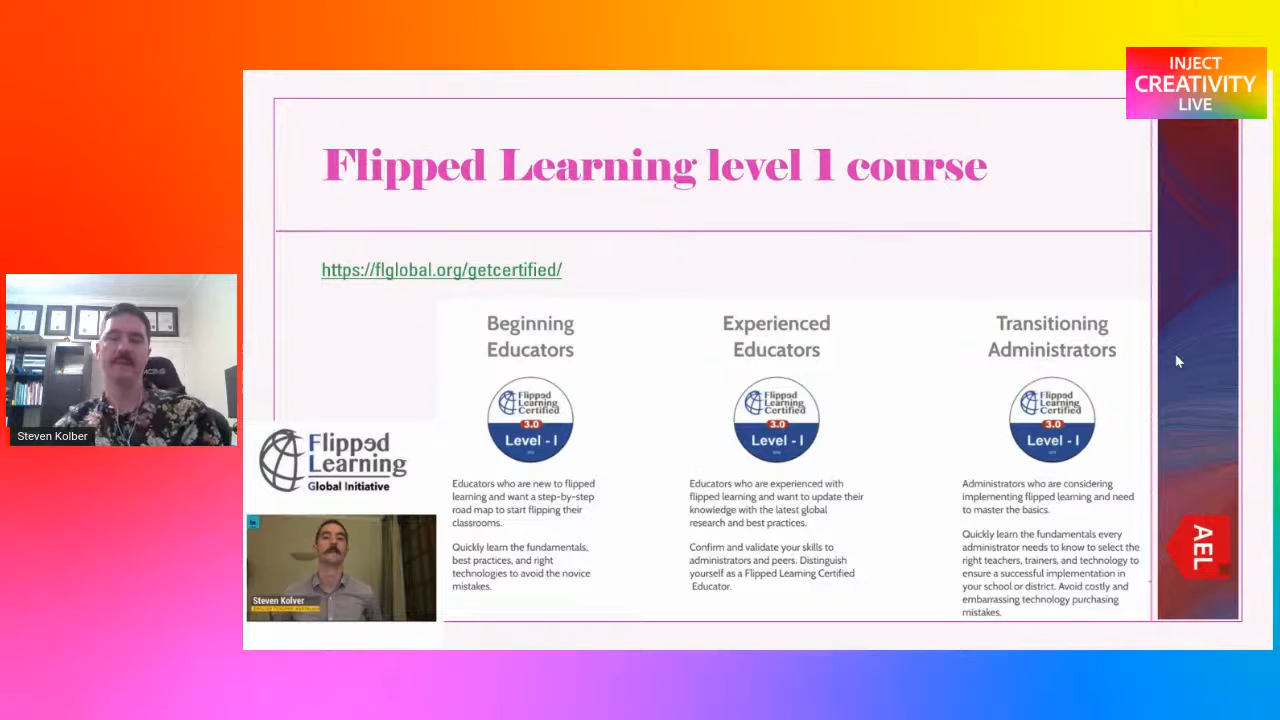 INJECT
CREATIVITY
LIVE
Flipped Learning level 1 course
https://flglobal.org/getcertified/
Beginning
Educators
Flipped
Learning
Certified
3.0
Level - I
Educators who are new to flipped
learning and want a step-by-step
road map to start flipping their
classrooms.
Quickly learn the fundamentals,
best practices, and right
technologies to avoid the novice
mistakes.
Experienced
Educators
Flipped
Learning
Certified
3.0
Level - I
Educators who are experienced with
flipped learning and want to update their
knowledge with the latest global
research and best practices.
Confirm and validate your skills to
administrators and peers. Distinguish
yourself as a Flipped Learning Certified
Educator.
Transitioning
Administrators
Flipped
Learning
Certified
3.0
Level - I
Administrators who are considering
implementing flipped learning and need
to master the basics.
Quickly learn the fundamentals every
administrator needs to know to select the
right teachers, trainers, and technology to
ensure a successful implementation in
your school or district. Avoid costly and
embarrassing technology purchasing
mistakes.
Flipped
Learning
Global Initiative
Steven Kolver
Steven Kolber
AEL